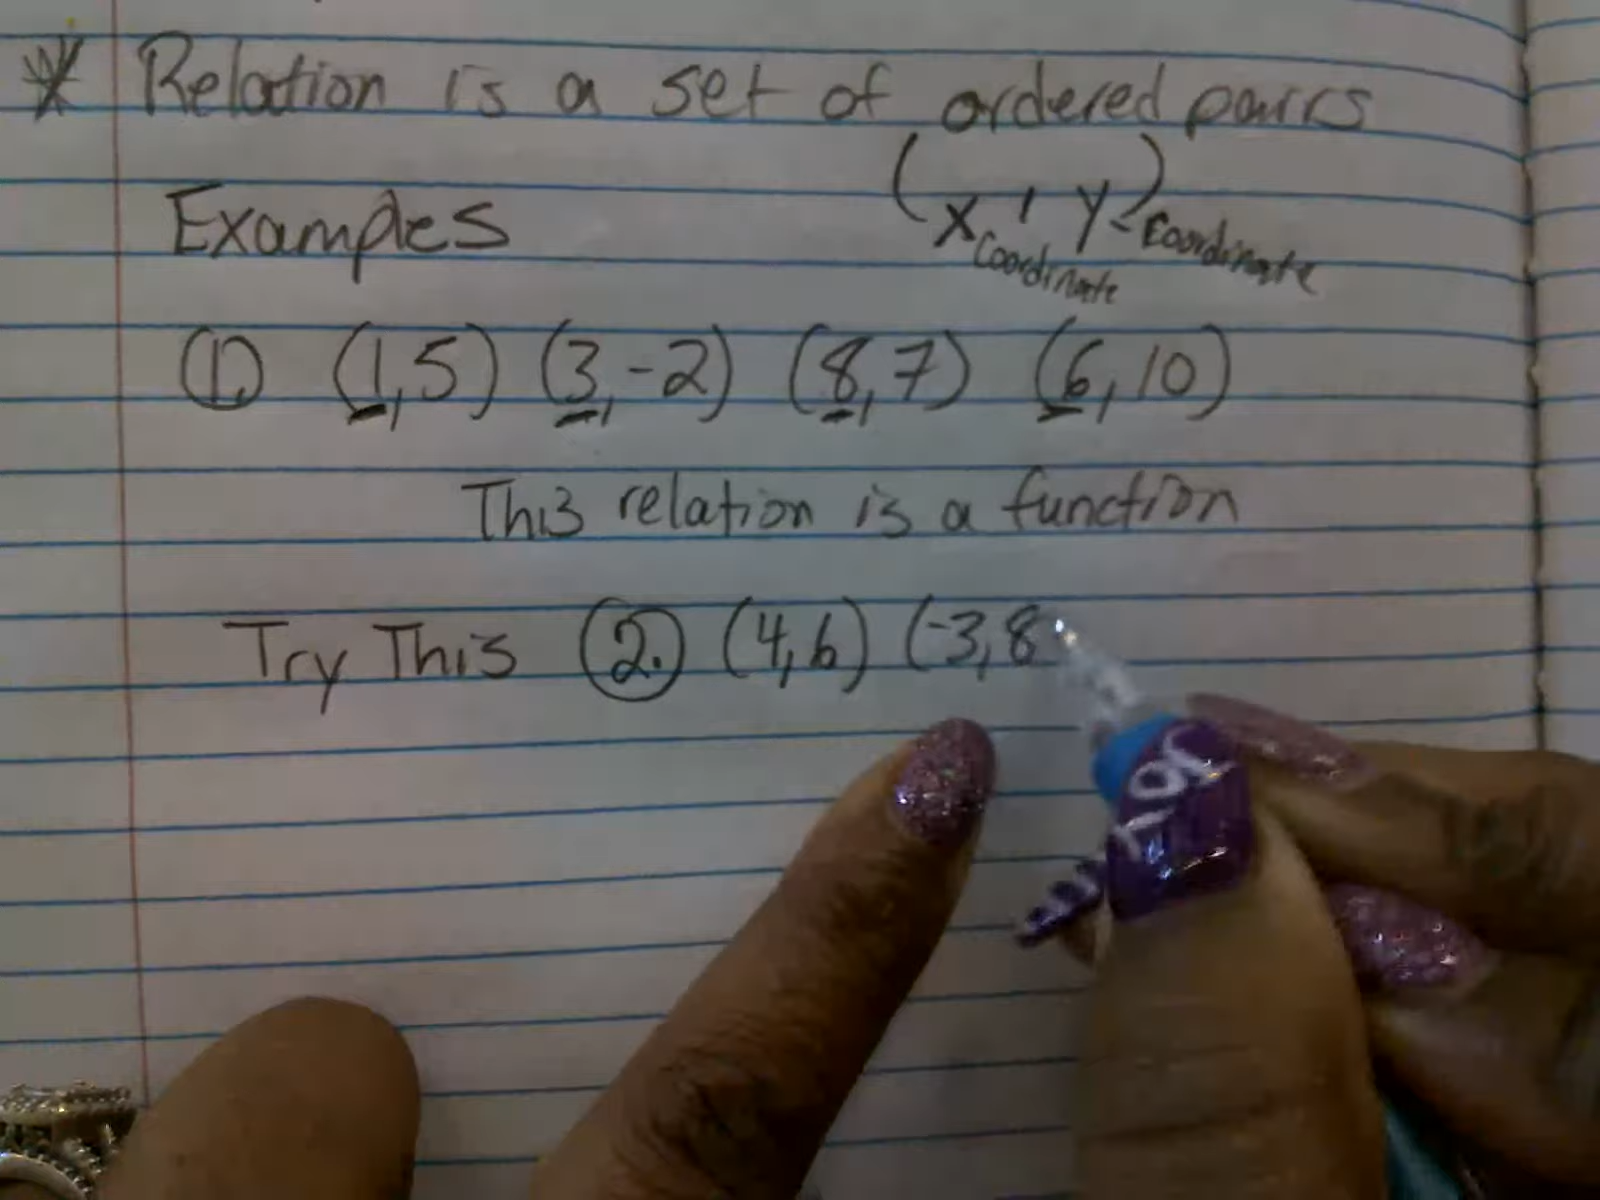 * Relation is a set of ordered pairs
(x, y)
Coordinate Coordinate
Examples
1. (1,5) (3,-2) (8,7) (6,10)
This relation is a function
Try This 2. (4,6) (-3,8